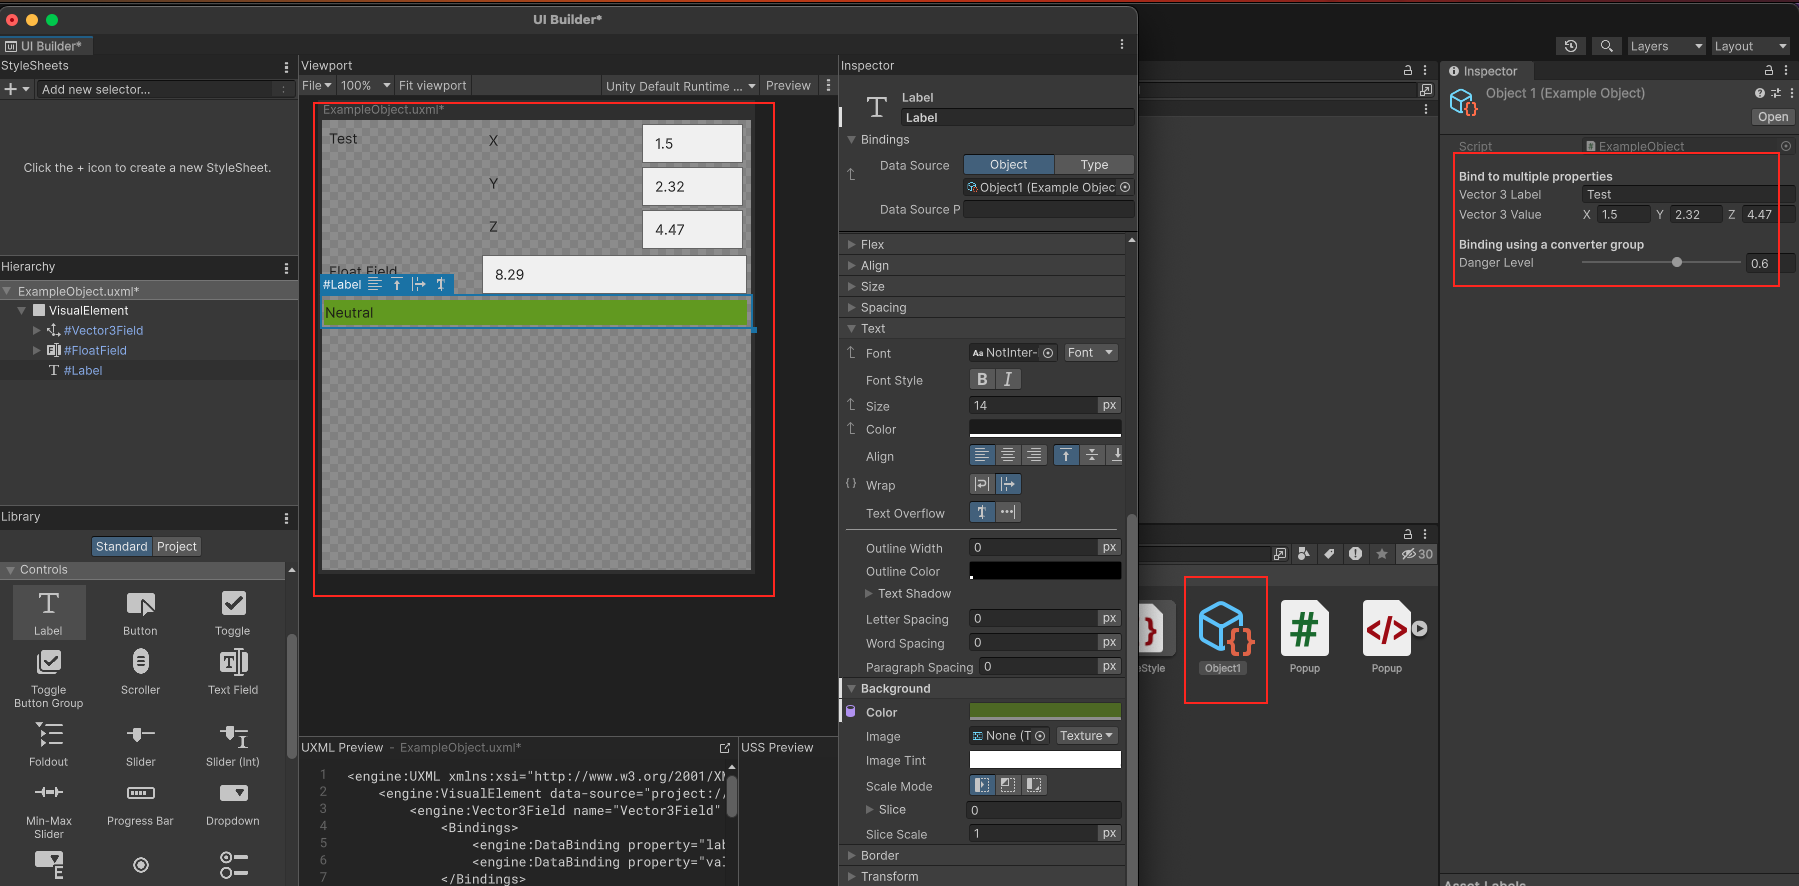 UI Builder*
UI Builder*
StyleSheets
Add new selector...
Click the + icon to create a new StyleSheet.
Hierarchy
ExampleObject.uxml*
VisualElement
#Vector3Field
#FloatField
#Label
Library
Standard
Project
Controls
Label
Button
Toggle
Toggle Button Group
Scroller
Text Field
Foldout
Slider
Slider (Int)
Min-Max Slider
Progress Bar
Dropdown
Viewport
File
100%
Fit viewport
Unity Default Runtime ...
Preview
ExampleObject.uxml*
Test
X
1.5
Y
2.32
Z
4.47
Float Field
8.29
#Label
Neutral
UXML Preview - ExampleObject.uxml*
USS Preview
1 <engine:UXML xmlns:xsi="http://www.w3.org/2001/XM
2 <engine:VisualElement data-source="project:/
3 <engine:Vector3Field name="Vector3Field"
4 <Bindings>
5 <engine:DataBinding property="lab
6 <engine:DataBinding property="val
7 </Bindings>
Inspector
Label
Label
Bindings
Data Source
Object
Type
Object1 (Example Objec
Data Source P
Flex
Align
Size
Spacing
Text
Font
Aa NotInter-
Font
Font Style
B
I
Size
14
px
Color
Align
Wrap
Text Overflow
Outline Width
0
px
Outline Color
Text Shadow
Letter Spacing
0
px
Word Spacing
0
px
Paragraph Spacing
0
px
Background
Color
Image
None (T
Texture
Image Tint
Scale Mode
Slice
0
Slice Scale
1
px
Border
Transform
Layers
Layout
30
Style
Object1
Popup
Popup
Inspector
Object 1 (Example Object)
Open
Script
ExampleObject
Bind to multiple properties
Vector 3 Label
Test
Vector 3 Value
X 1.5 Y 2.32 Z 4.47
Binding using a converter group
Danger Level
0.6
Asset Labels